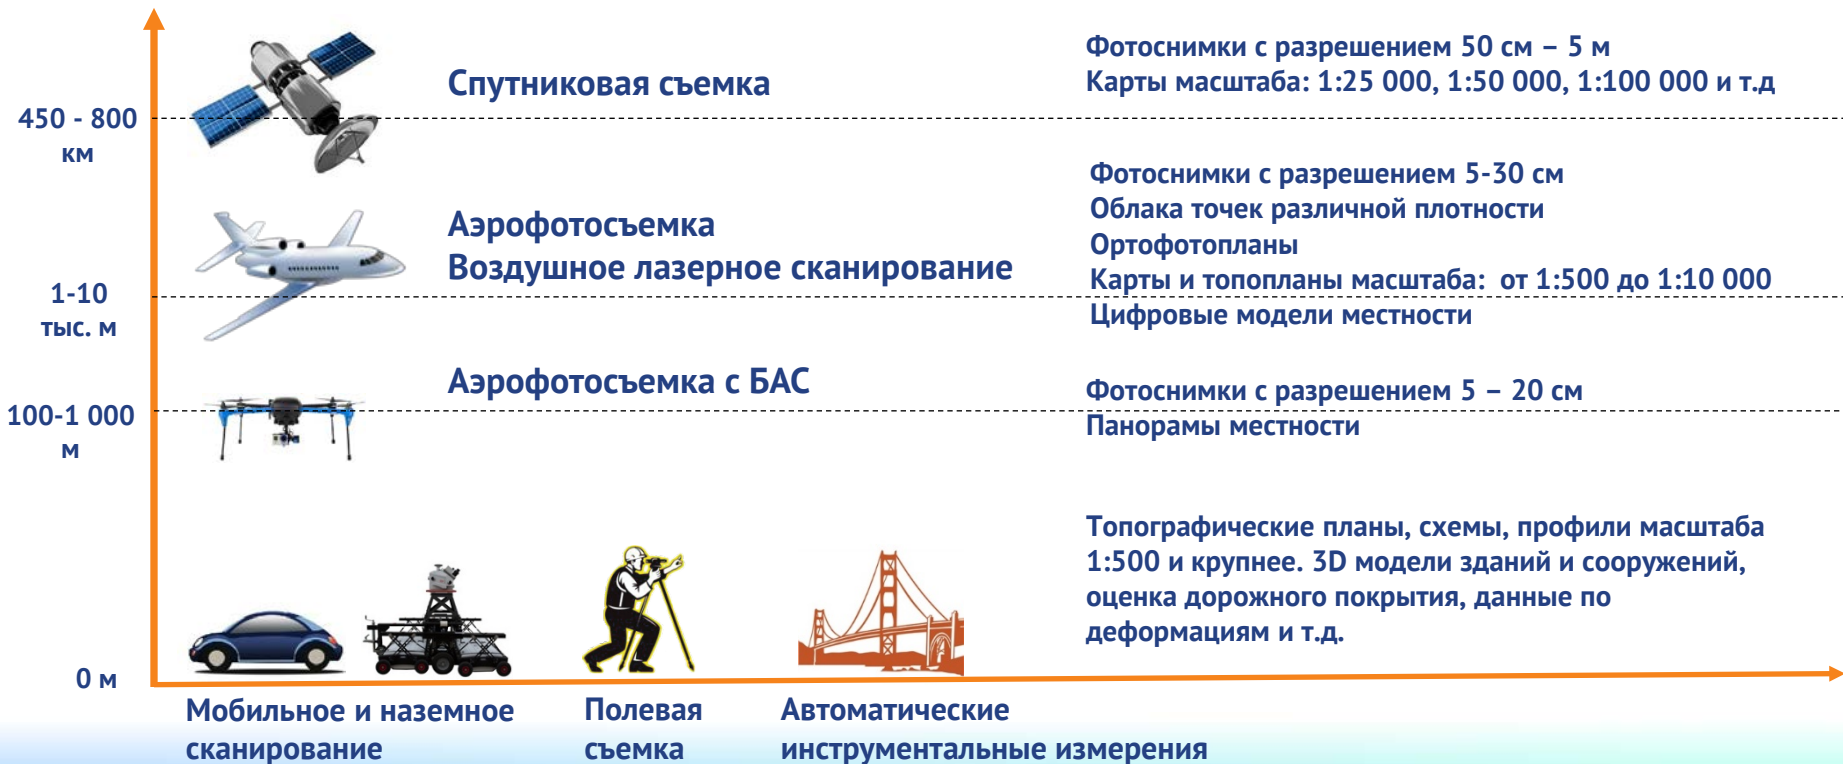 Фотоснимки с разрешением 50 см – 5 м
Спутниковая съемка
Карты масштаба: 1:25 000, 1:50 000, 1:100 000 и т.д
450 - 800
км
Фотоснимки с разрешением 5-30 см
Облака точек различной плотности
Аэрофотосъемка
Ортофотопланы
Воздушное лазерное сканирование
Карты и топопланы масштаба: от 1:500 до 1:10 000
1-10
тыс. м
Цифровые модели местности
Аэрофотосъемка с БАС
Фотоснимки с разрешением 5 – 20 см
100-1 000
м
Панорамы местности
Топографические планы, схемы, профили масштаба
1:500 и крупнее. 3D модели зданий и сооружений,
оценка дорожного покрытия, данные по
деформациям и т.д.
0 м
Мобильное и наземное
сканирование
Полевая
съемка
Автоматические
инструментальные измерения